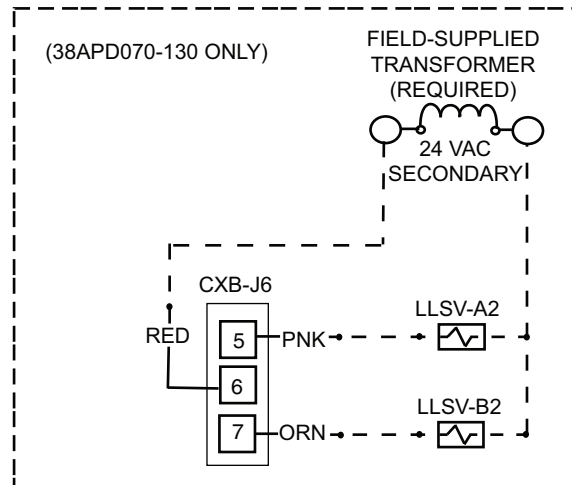 (38APD070-130 ONLY)
FIELD-SUPPLIED
TRANSFORMER
(REQUIRED)
24 VAC
SECONDARY
CXB-J6
RED
5
PNK
LLSV-A2
6
7
ORN
LLSV-B2